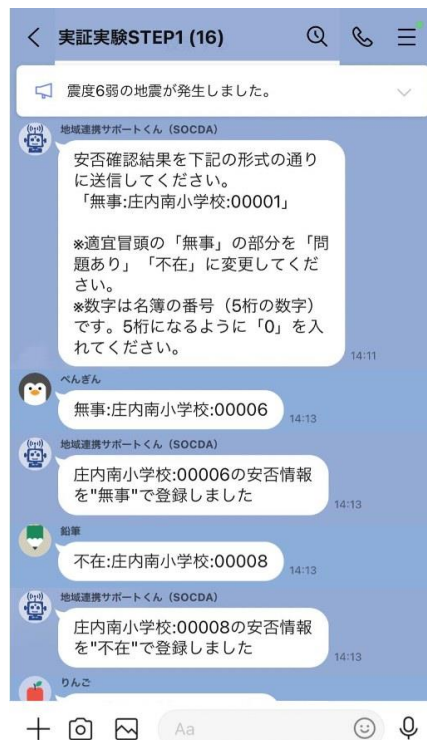 実証実験STEP1 (16)
震度6弱の地震が発生しました。
地域連携サポートくん (SOCDA)
安否確認結果を下記の形式の通り
に送信してください。
「無事:庄内南小学校:00001」
※適宜冒頭の「無事」の部分を「問
題あり」「不在」に変更してくだ
さい。
※数字は名簿の番号（5桁の数字）
です。5桁になるように「0」を入
れてください。
14:11
ぺんぎん
無事:庄内南小学校:00006
14:13
地域連携サポートくん (SOCDA)
庄内南小学校:00006の安否情報
を"無事"で登録しました
14:13
鉛筆
不在:庄内南小学校:00008
14:13
地域連携サポートくん (SOCDA)
庄内南小学校:00008の安否情報
を"不在"で登録しました
14:13
りんご
Aa